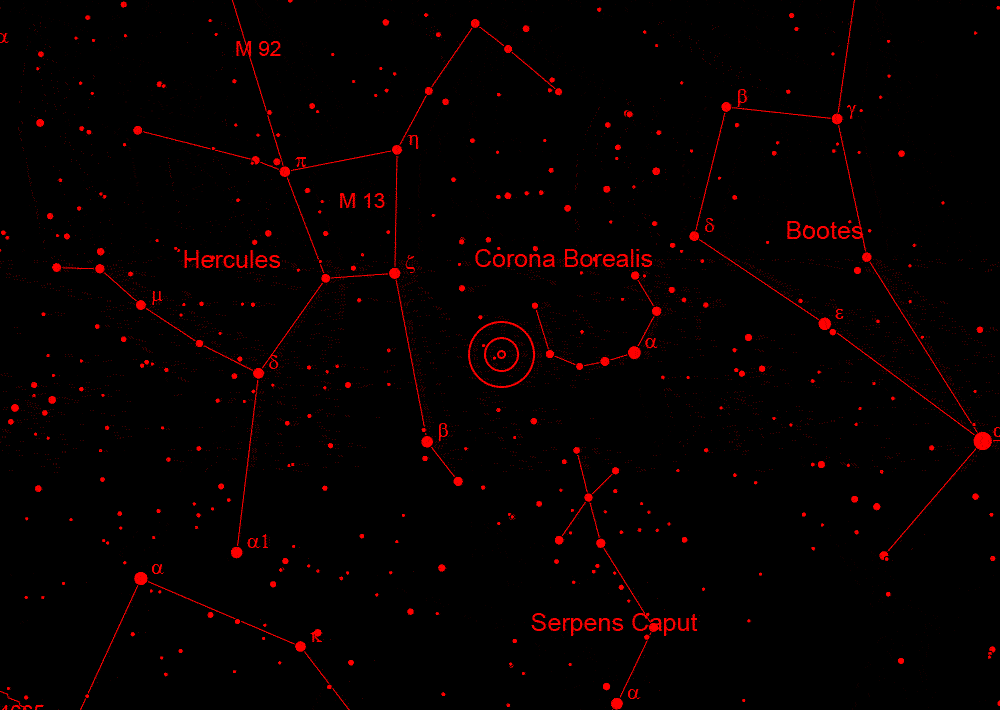 α
M 92
β
γ
η
π
M 13
δ
Bootes
Hercules
Corona Borealis
ζ
μ
ε
α
δ
β
α
α1
α
κ
Serpens Caput
α